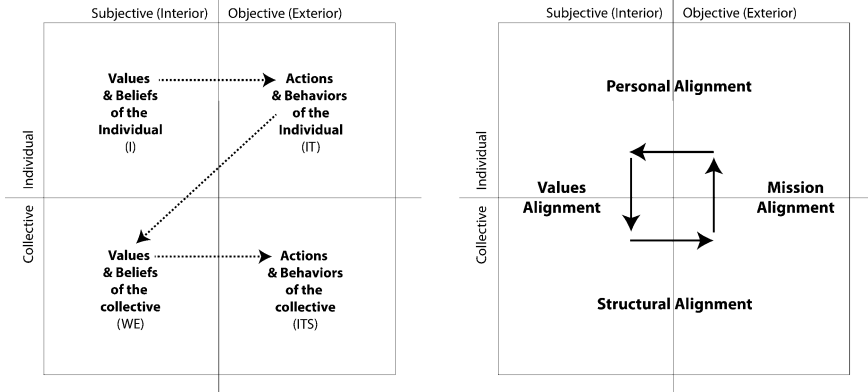 Subjective (Interior)
Objective (Exterior)
Individual
Collective
Values
& Beliefs
of the
Individual
(I)
Actions
& Behaviors
of the
Individual
(IT)
Values
& Beliefs
of the
collective
(WE)
Actions
& Behaviors
of the
collective
(ITS)
Subjective (Interior)
Objective (Exterior)
Individual
Collective
Personal Alignment
Values
Alignment
Mission
Alignment
Structural Alignment